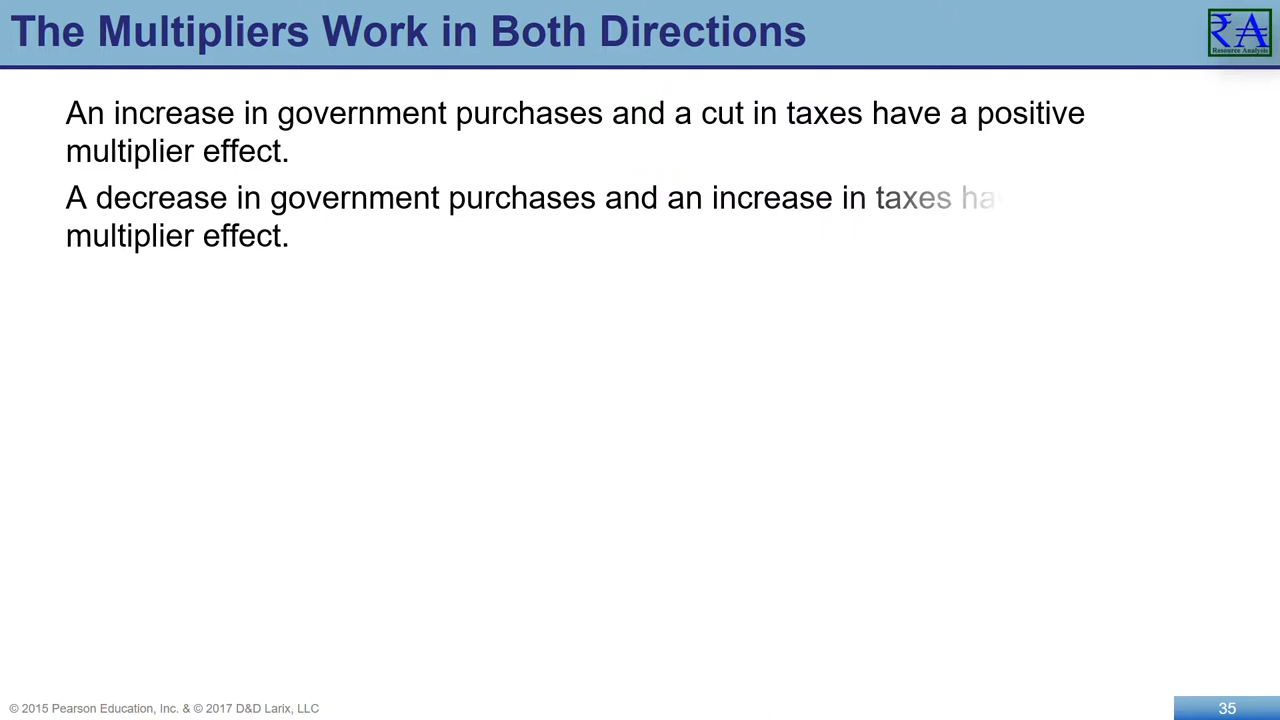 The Multipliers Work in Both Directions
₹A
Resource Analysis
An increase in government purchases and a cut in taxes have a positive
multiplier effect.
A decrease in government purchases and an increase in taxes
multiplier effect.
© 2015 Pearson Education, Inc. & © 2017 D&D Larix, LLC
35